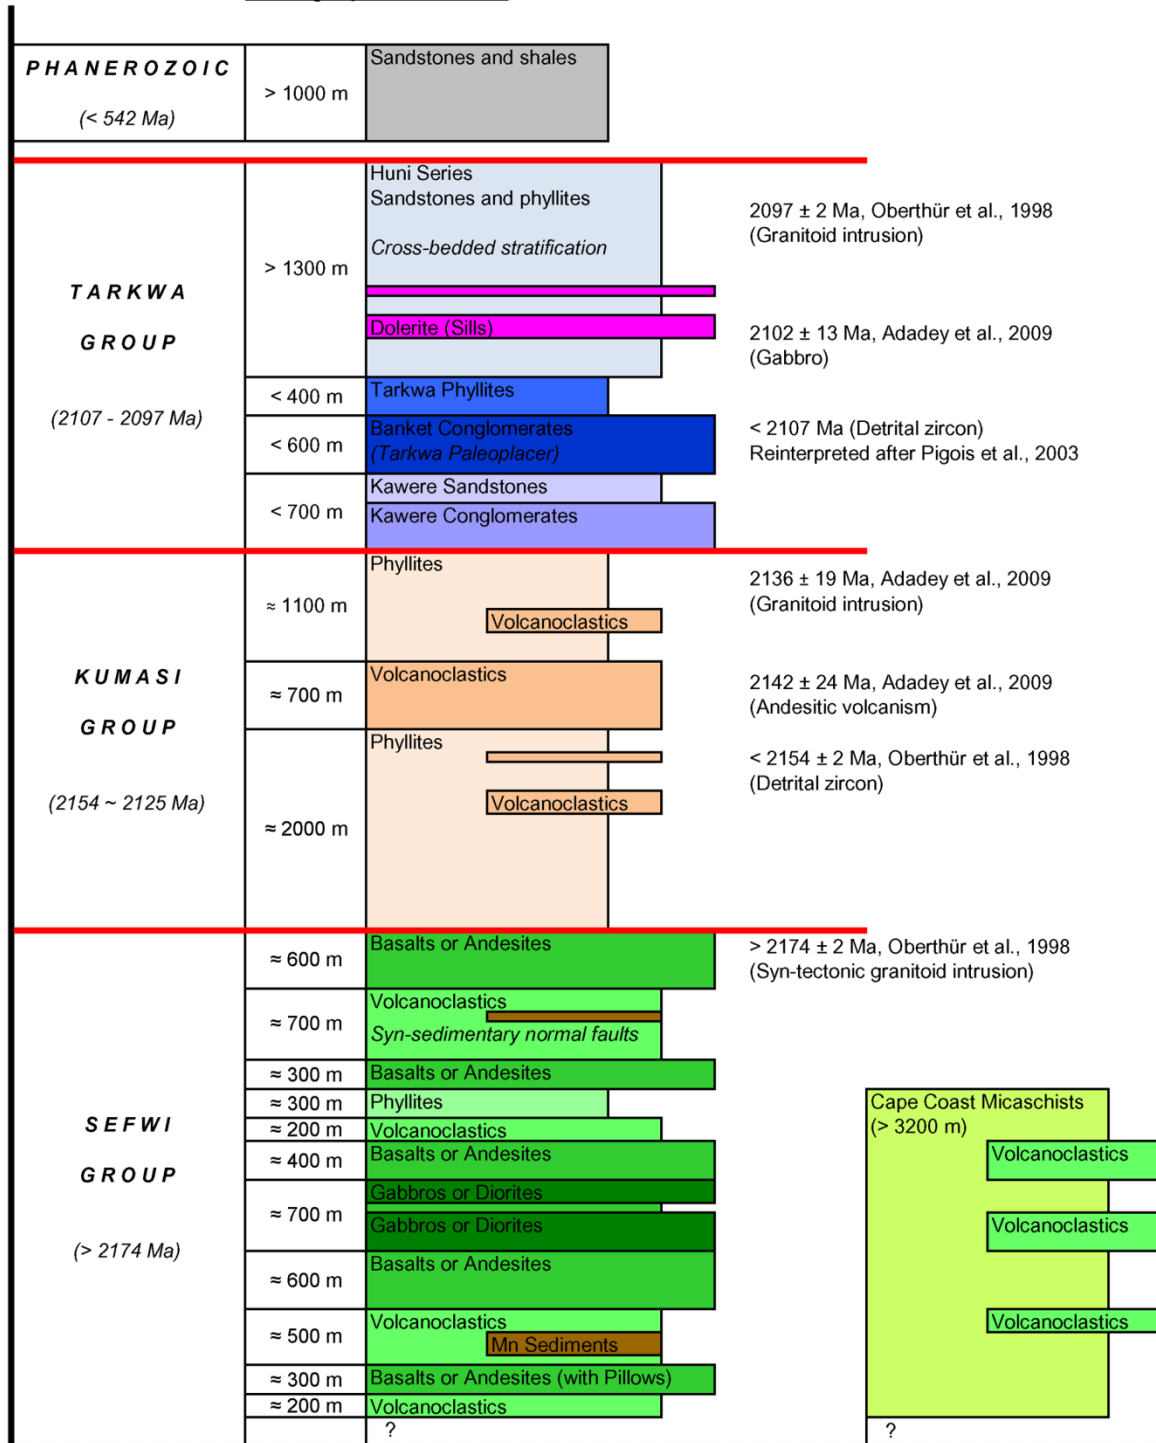 P H A N E R O Z O I C
(< 542 Ma)
> 1000 m
Sandstones and shales
T A R K W A
G R O U P
(2107 - 2097 Ma)
> 1300 m
Huni Series
Sandstones and phyllites
Cross-bedded stratification
Dolerite (Sills)
< 400 m
Tarkwa Phyllites
< 600 m
Banket Conglomerates
(Tarkwa Paleoplacer)
< 700 m
Kawere Sandstones
Kawere Conglomerates
2097 ± 2 Ma, Oberthür et al., 1998
(Granitoid intrusion)
2102 ± 13 Ma, Adadey et al., 2009
(Gabbro)
< 2107 Ma (Detrital zircon)
Reinterpreted after Pigois et al., 2003
K U M A S I
G R O U P
(2154 ~ 2125 Ma)
≈ 1100 m
Phyllites
Volcanoclastics
≈ 700 m
Volcanoclastics
≈ 2000 m
Phyllites
Volcanoclastics
2136 ± 19 Ma, Adadey et al., 2009
(Granitoid intrusion)
2142 ± 24 Ma, Adadey et al., 2009
(Andesitic volcanism)
< 2154 ± 2 Ma, Oberthür et al., 1998
(Detrital zircon)
S E F W I
G R O U P
(> 2174 Ma)
≈ 600 m
Basalts or Andesites
≈ 700 m
Volcanoclastics
Syn-sedimentary normal faults
≈ 300 m
Basalts or Andesites
≈ 300 m
Phyllites
≈ 200 m
Volcanoclastics
≈ 400 m
Basalts or Andesites
≈ 700 m
Gabbros or Diorites
Gabbros or Diorites
≈ 600 m
Basalts or Andesites
≈ 500 m
Volcanoclastics
Mn Sediments
≈ 300 m
Basalts or Andesites (with Pillows)
≈ 200 m
Volcanoclastics
?
> 2174 ± 2 Ma, Oberthür et al., 1998
(Syn-tectonic granitoid intrusion)
Cape Coast Micaschists
(> 3200 m)
Volcanoclastics
Volcanoclastics
Volcanoclastics
?